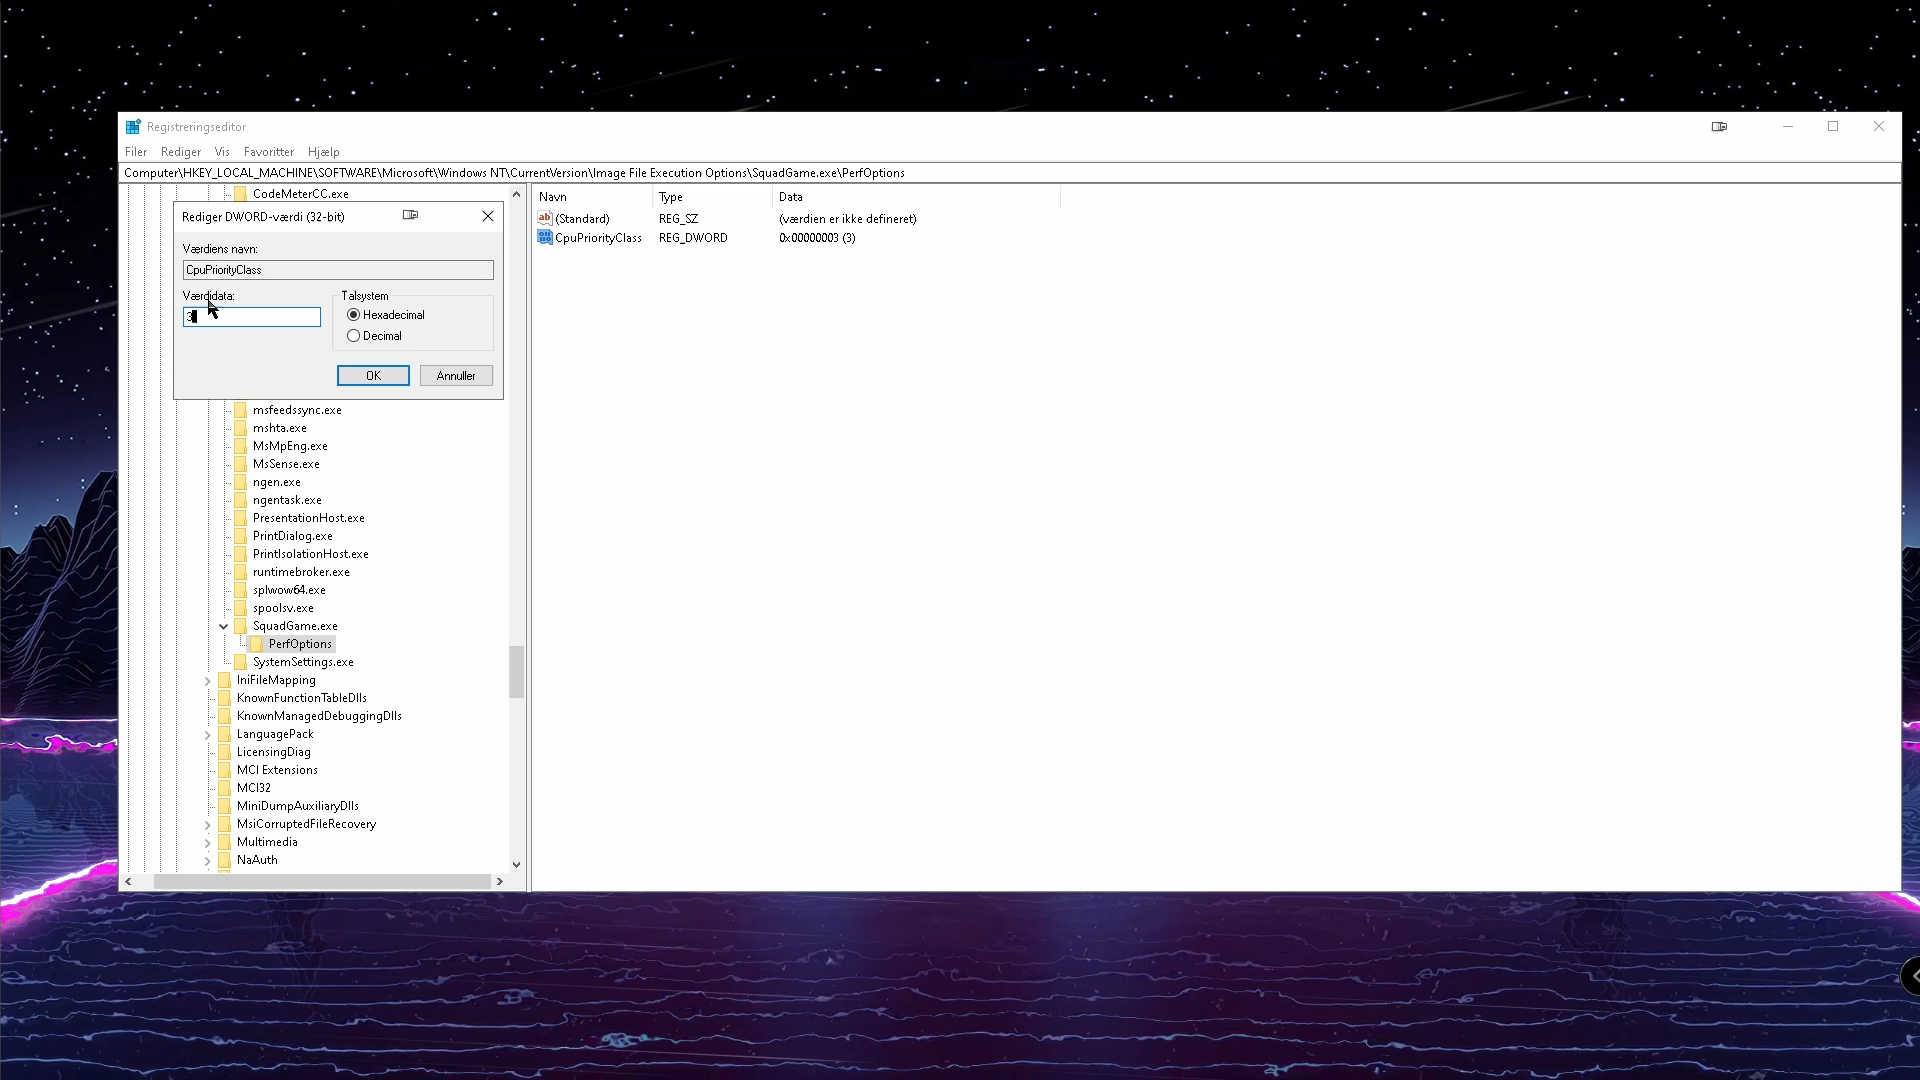 Registreringseditor
Filer Rediger Vis Favoritter Hjælp
Computer\HKEY_LOCAL_MACHINE\SOFTWARE\Microsoft\Windows NT\CurrentVersion\Image File Execution Options\SquadGame.exe\PerfOptions
CodeMeterCC.exe
Rediger DWORD-værdi (32-bit)
Værdiens navn:
CpuPriorityClass
Værdidata:
3
Talsystem
Hexadecimal
Decimal
OK Annuller
msfeedssync.exe
mshta.exe
MsMpEng.exe
MsSense.exe
ngen.exe
ngentask.exe
PresentationHost.exe
PrintDialog.exe
PrintIsolationHost.exe
runtimebroker.exe
splwow64.exe
spoolsv.exe
SquadGame.exe
PerfOptions
SystemSettings.exe
IniFileMapping
KnownFunctionTableDlls
KnownManagedDebuggingDlls
LanguagePack
LicensingDiag
MCI Extensions
MCI32
MiniDumpAuxiliaryDlls
MsiCorruptedFileRecovery
Multimedia
NaAuth
Navn Type Data
(Standard) REG_SZ (værdien er ikke defineret)
CpuPriorityClass REG_DWORD 0x00000003 (3)